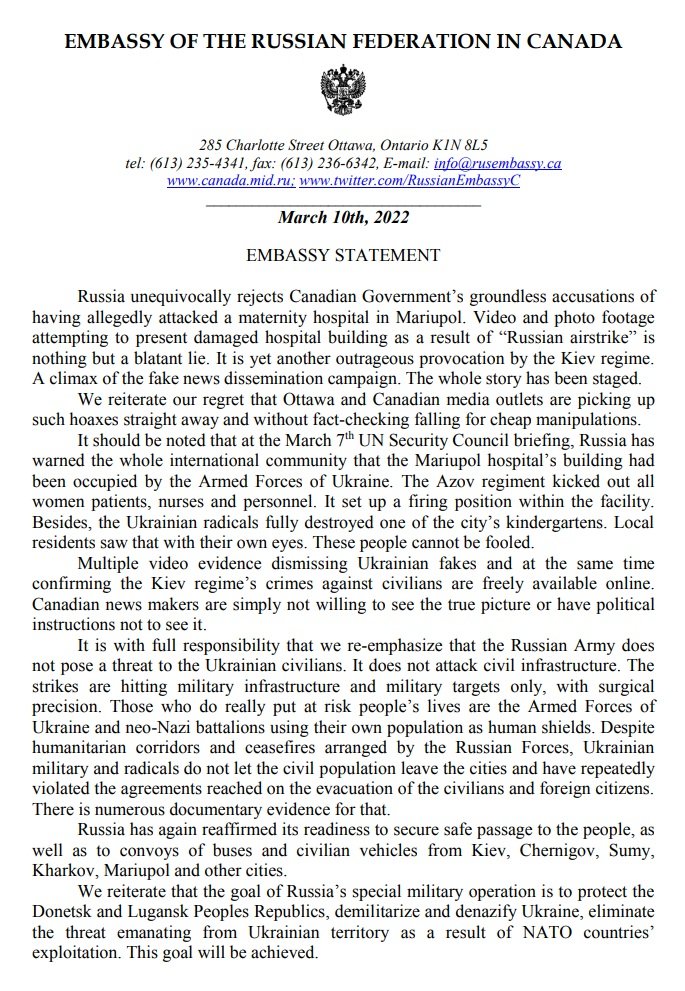 EMBASSY OF THE RUSSIAN FEDERATION IN CANADA
285 Charlotte Street Ottawa, Ontario K1N 8L5
tel: (613) 235-4341, fax: (613) 236-6342, E-mail: info@rusembassy.ca
www.canada.mid.ru; www.twitter.com/RussianEmbassyC
March 10th, 2022
EMBASSY STATEMENT
Russia unequivocally rejects Canadian Government's groundless accusations of
having allegedly attacked a maternity hospital in Mariupol. Video and photo footage
attempting to present damaged hospital building as a result of "Russian airstrike" is
nothing but a blatant lie. It is yet another outrageous provocation by the Kiev regime.
A climax of the fake news dissemination campaign. The whole story has been staged.
We reiterate our regret that Ottawa and Canadian media outlets are picking up
such hoaxes straight away and without fact-checking falling for cheap manipulations.
It should be noted that at the March 7th UN Security Council briefing, Russia has
warned the whole international community that the Mariupol hospital's building had
been occupied by the Armed Forces of Ukraine. The Azov regiment kicked out all
women patients, nurses and personnel. It set up a firing position within the facility.
Besides, the Ukrainian radicals fully destroyed one of the city's kindergartens. Local
residents saw that with their own eyes. These people cannot be fooled.
Multiple video evidence dismissing Ukrainian fakes and at the same time
confirming the Kiev regime's crimes against civilians are freely available online.
Canadian news makers are simply not willing to see the true picture or have political
instructions not to see it.
It is with full responsibility that we re-emphasize that the Russian Army does
not pose a threat to the Ukrainian civilians. It does not attack civil infrastructure. The
strikes are hitting military infrastructure and military targets only, with surgical
precision. Those who do really put at risk people's lives are the Armed Forces of
Ukraine and neo-Nazi battalions using their own population as human shields. Despite
humanitarian corridors and ceasefires arranged by the Russian Forces, Ukrainian
military and radicals do not let the civil population leave the cities and have repeatedly
violated the agreements reached on the evacuation of the civilians and foreign citizens.
There is numerous documentary evidence for that.
Russia has again reaffirmed its readiness to secure safe passage to the people, as
well as to convoys of buses and civilian vehicles from Kiev, Chernigov, Sumy,
Kharkov, Mariupol and other cities.
We reiterate that the goal of Russia's special military operation is to protect the
Donetsk and Lugansk Peoples Republics, demilitarize and denazify Ukraine, eliminate
the threat emanating from Ukrainian territory as a result of NATO countries'
exploitation. This goal will be achieved.